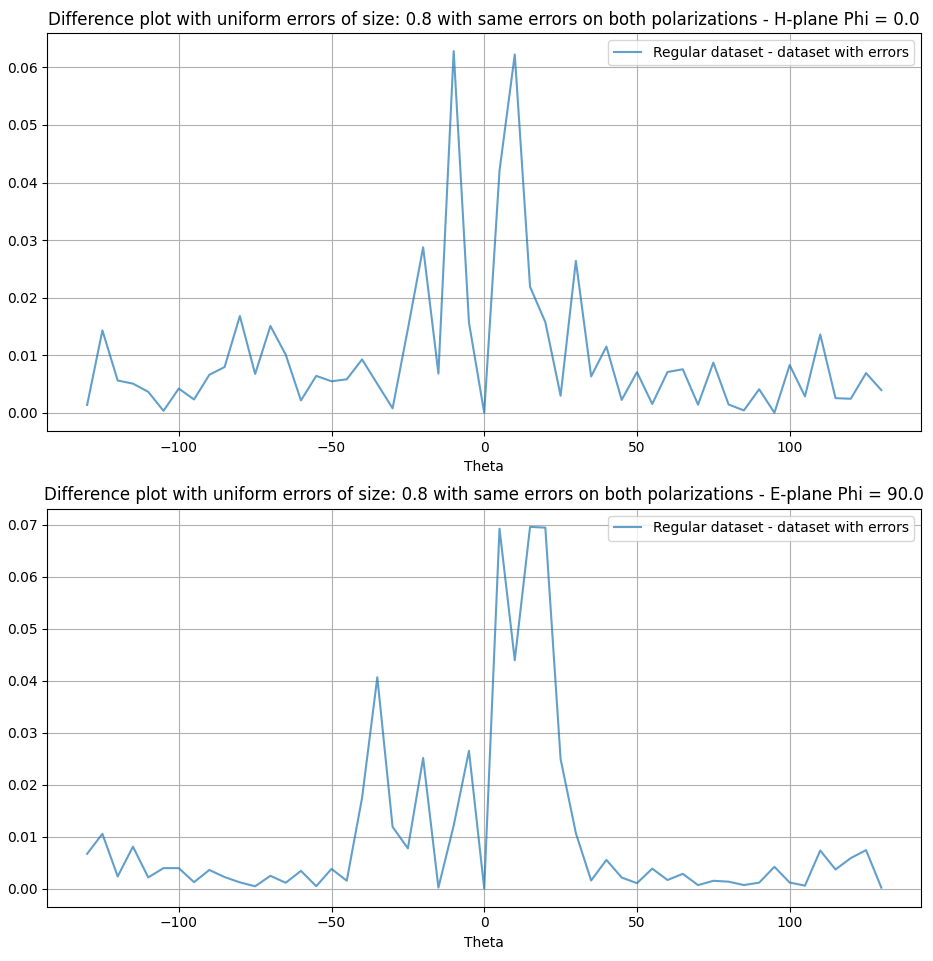 Difference plot with uniform errors of size: 0.8 with same errors on both polarizations - H-plane Phi = 0.0
Regular dataset - dataset with errors
0.06
0.05
0.04
0.03
0.02
0.01
0.00
−100 −50 0 50 100
Theta
Difference plot with uniform errors of size: 0.8 with same errors on both polarizations - E-plane Phi = 90.0
Regular dataset - dataset with errors
0.07
0.06
0.05
0.04
0.03
0.02
0.01
0.00
−100 −50 0 50 100
Theta